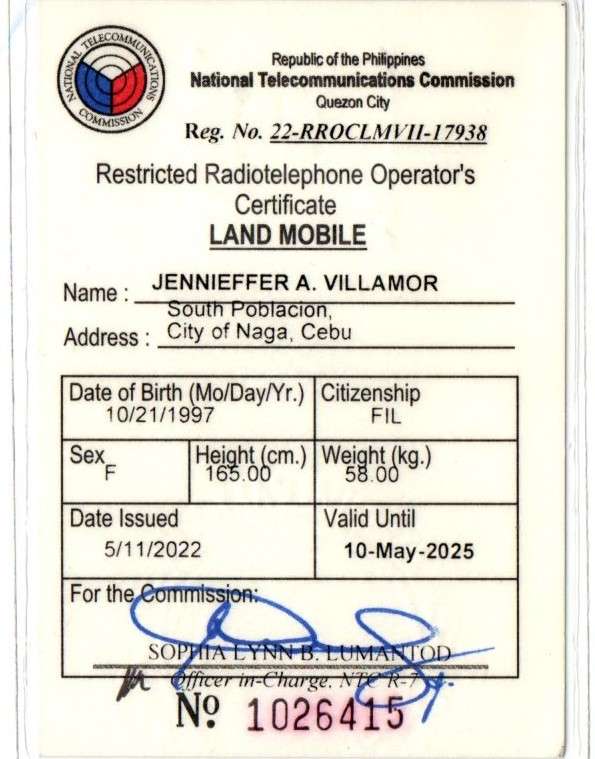 NATIONAL TELECOMMUNICATIONS COMMISSION
Republic of the Philippines
National Telecommunications Commission
Quezon City
Reg. No. 22-RROCLMVII-17938
Restricted Radiotelephone Operator's
Certificate
LAND MOBILE
Name : JENNIEFFER A. VILLAMOR
South Poblacion,
Address : City of Naga, Cebu
Date of Birth (Mo/Day/Yr.) Citizenship
10/21/1997 FIL
Sex Height (cm.) Weight (kg.)
F 165.00 58.00
Date Issued Valid Until
5/11/2022 10-May-2025
For the Commission:
SOPHIA LYNN B. LUMANTOD
Officer in-Charge, NTC R-7
Nº 1026415